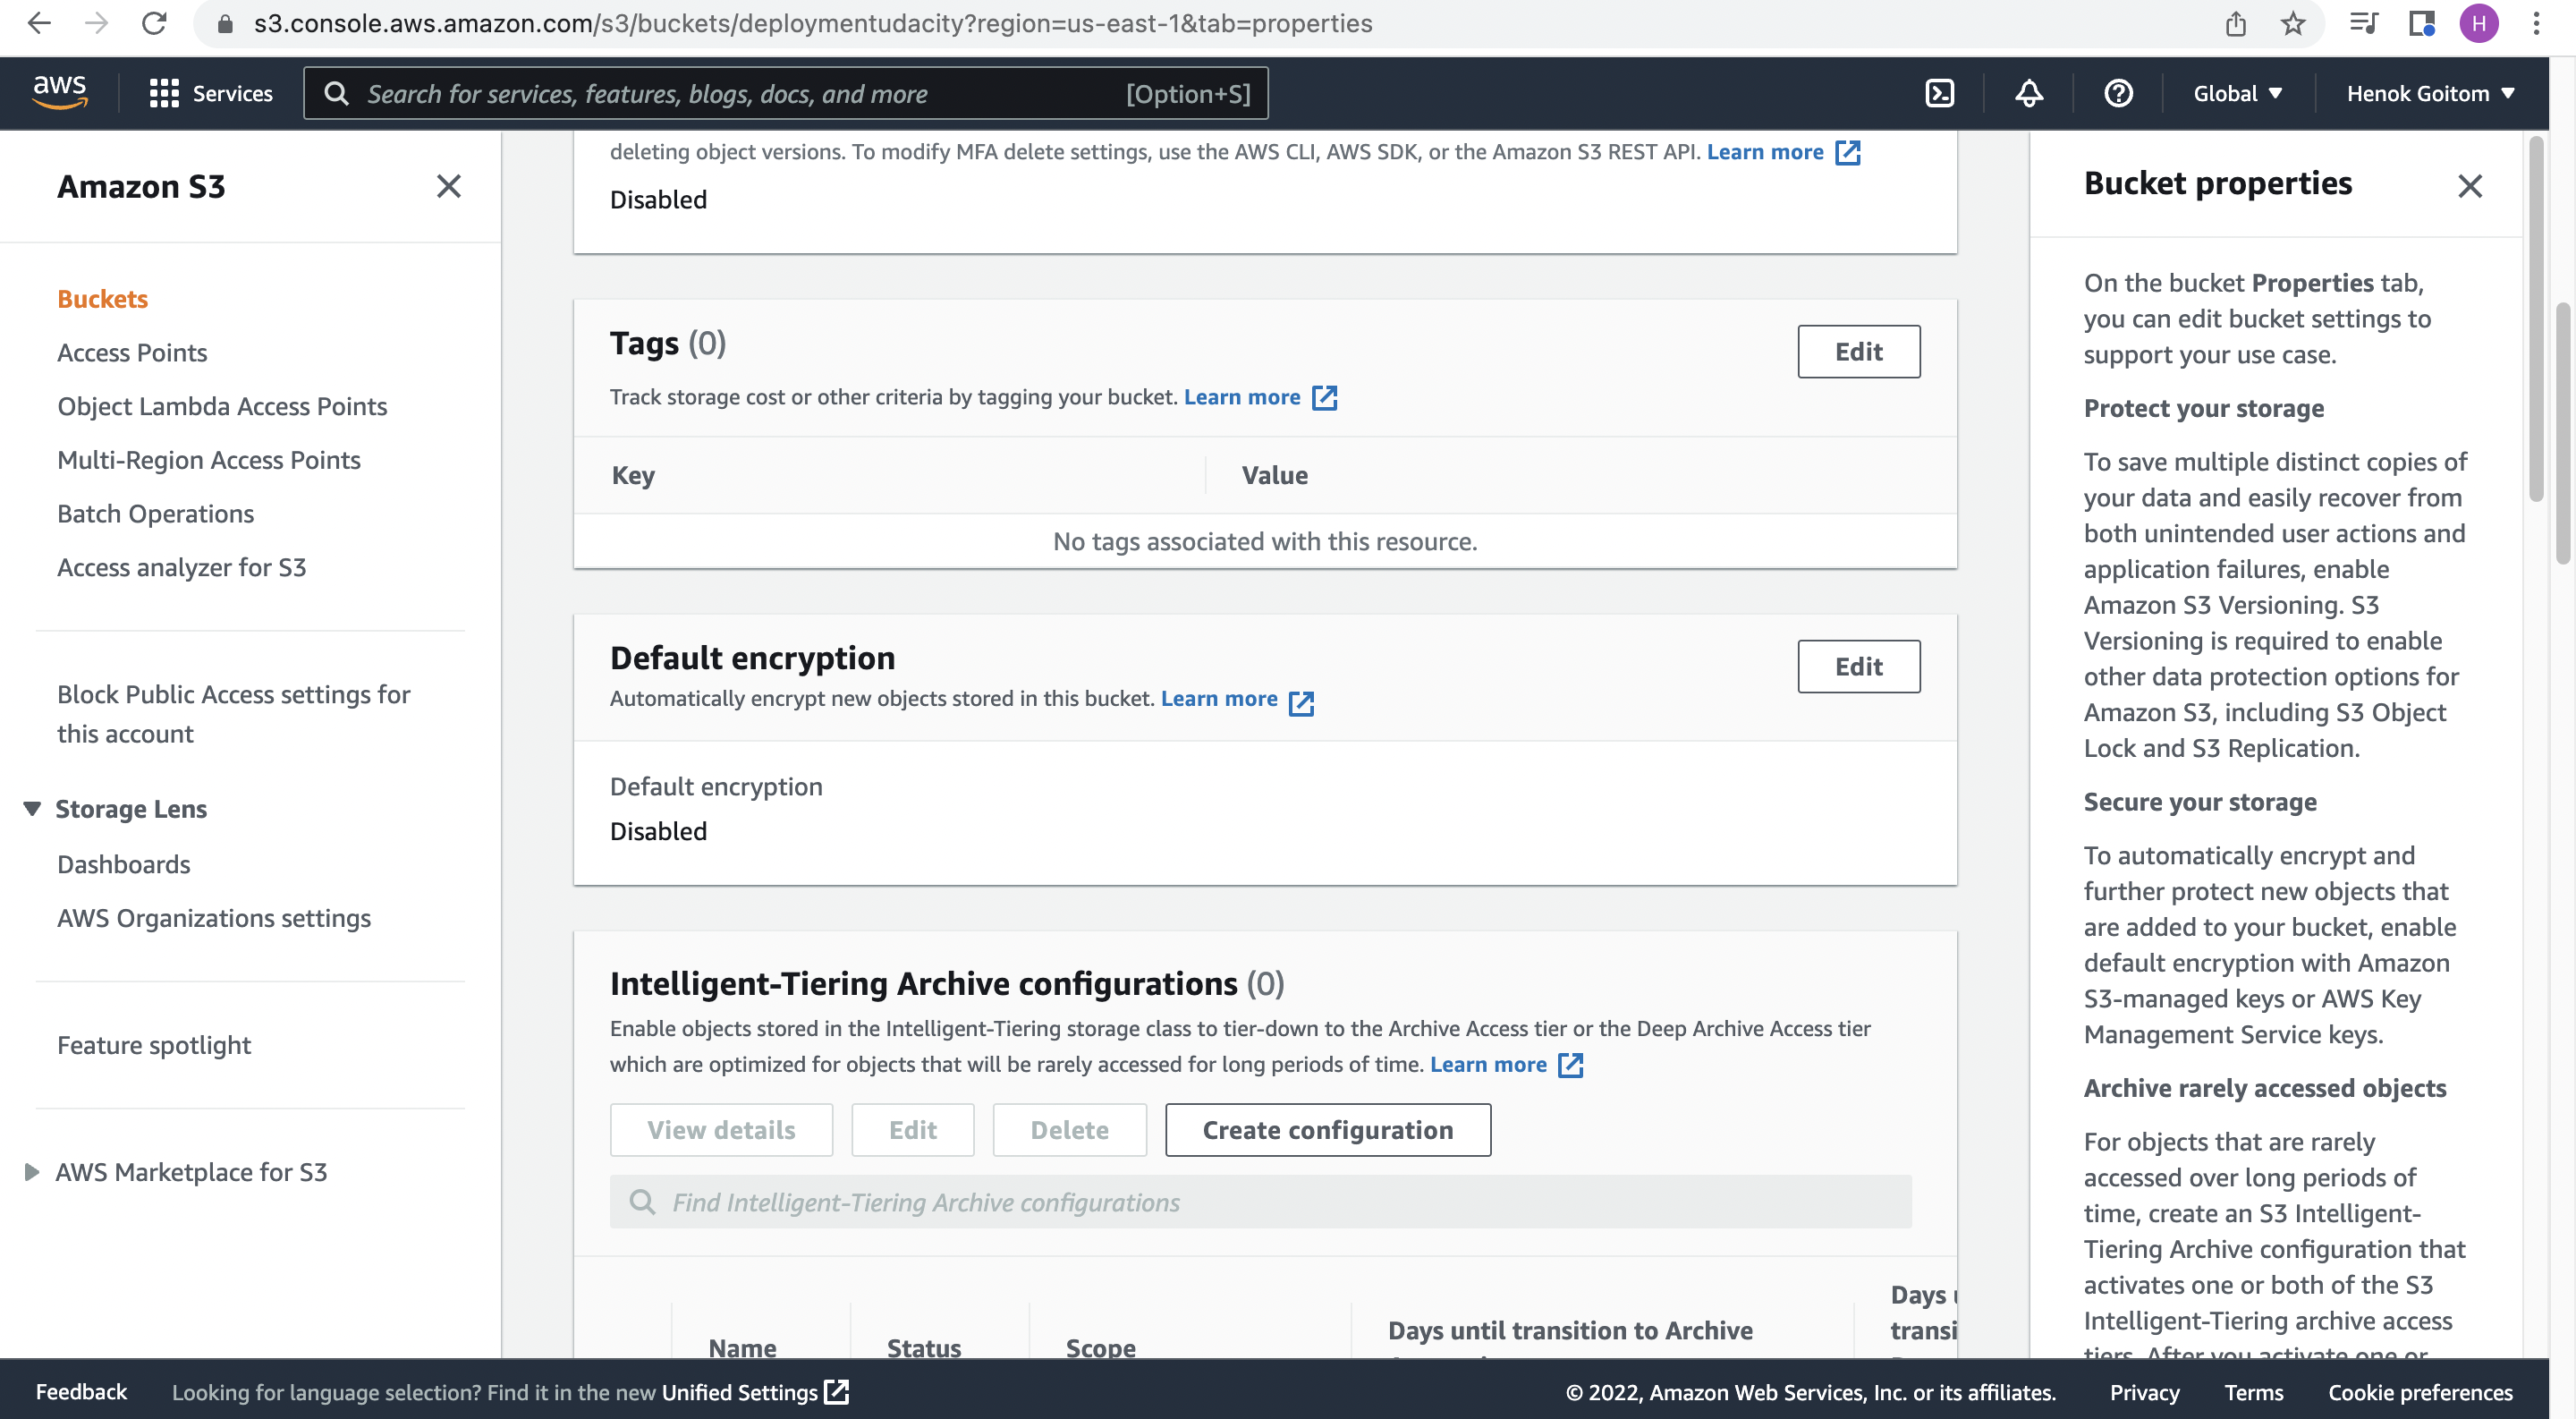 s3.console.aws.amazon.com/s3/buckets/deploymentudacity?region=us-east-1&tab=properties
H
aws
Services
Search for services, features, blogs, docs, and more
[Option+S]
Global
Henok Goitom
Amazon S3
Buckets
Access Points
Object Lambda Access Points
Multi-Region Access Points
Batch Operations
Access analyzer for S3
Block Public Access settings for
this account
Storage Lens
Dashboards
AWS Organizations settings
Feature spotlight
AWS Marketplace for S3
deleting object versions. To modify MFA delete settings, use the AWS CLI, AWS SDK, or the Amazon S3 REST API. Learn more
Disabled
Tags (0)
Edit
Track storage cost or other criteria by tagging your bucket. Learn more
Key
Value
No tags associated with this resource.
Default encryption
Edit
Automatically encrypt new objects stored in this bucket. Learn more
Default encryption
Disabled
Intelligent-Tiering Archive configurations (0)
Enable objects stored in the Intelligent-Tiering storage class to tier-down to the Archive Access tier or the Deep Archive Access tier
which are optimized for objects that will be rarely accessed for long periods of time. Learn more
View details
Edit
Delete
Create configuration
Find Intelligent-Tiering Archive configurations
Name
Status
Scope
Days until transition to Archive
Days
Bucket properties
On the bucket Properties tab,
you can edit bucket settings to
support your use case.
Protect your storage
To save multiple distinct copies of
your data and easily recover from
both unintended user actions and
application failures, enable
Amazon S3 Versioning. S3
Versioning is required to enable
other data protection options for
Amazon S3, including S3 Object
Lock and S3 Replication.
Secure your storage
To automatically encrypt and
further protect new objects that
are added to your bucket, enable
default encryption with Amazon
S3-managed keys or AWS Key
Management Service keys.
Archive rarely accessed objects
For objects that are rarely
accessed over long periods of
time, create an S3 Intelligent-
Tiering Archive configuration that
activates one or both of the S3
Intelligent-Tiering archive access
tiers. After you activate one or
Feedback
Looking for language selection? Find it in the new Unified Settings
© 2022, Amazon Web Services, Inc. or its affiliates.
Privacy
Terms
Cookie preferences